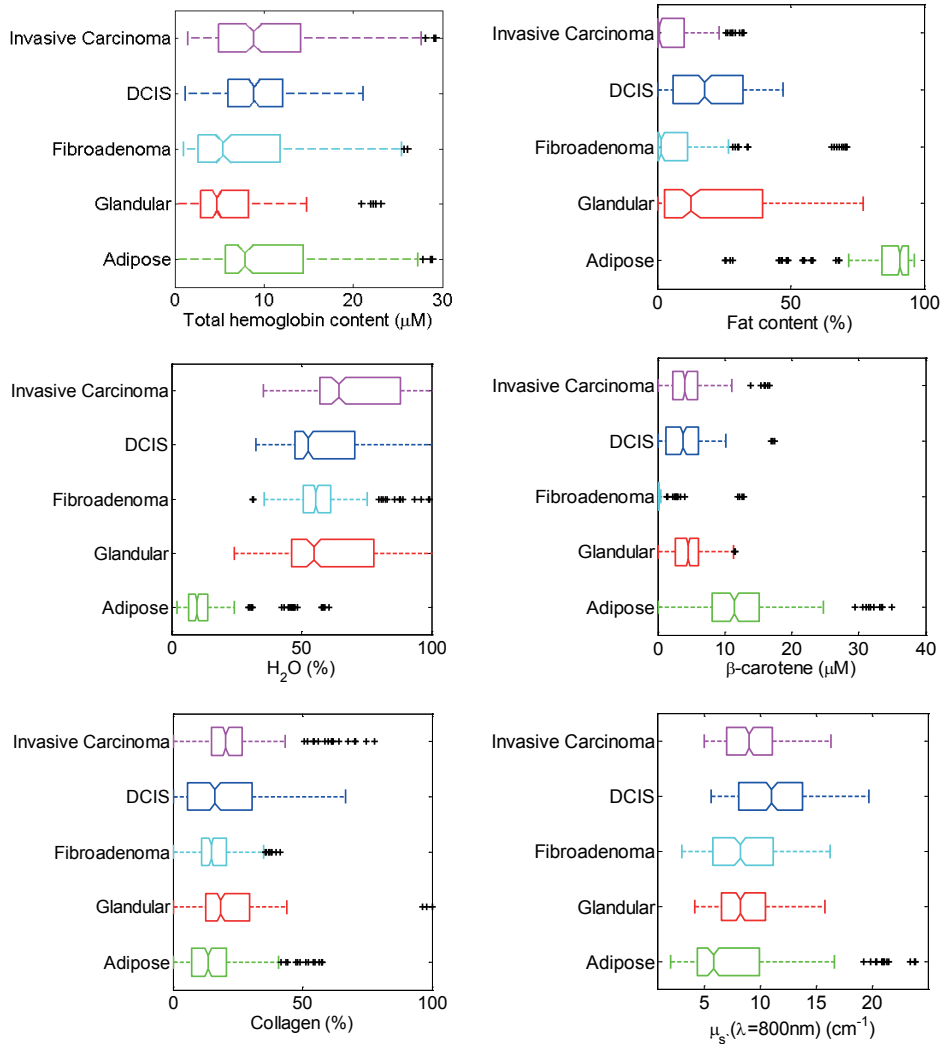 Invasive Carcinoma
DCIS
Fibroadenoma
Glandular
Adipose
0 10 20 30
Total hemoglobin content (μM)
Invasive Carcinoma
DCIS
Fibroadenoma
Glandular
Adipose
0 50 100
Fat content (%)
Invasive Carcinoma
DCIS
Fibroadenoma
Glandular
Adipose
0 50 100
H₂O (%)
Invasive Carcinoma
DCIS
Fibroadenoma
Glandular
Adipose
0 10 20 30 40
β-carotene (μM)
Invasive Carcinoma
DCIS
Fibroadenoma
Glandular
Adipose
0 50 100
Collagen (%)
Invasive Carcinoma
DCIS
Fibroadenoma
Glandular
Adipose
5 10 15 20
μₛ`(λ=800nm) (cm⁻¹)